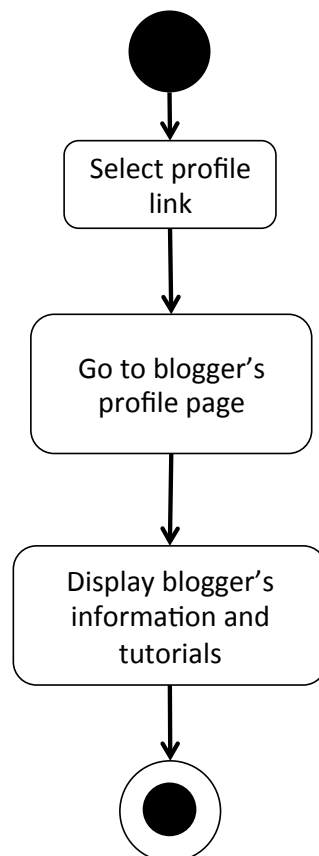 Select profile
link
Go to blogger’s
profile page
Display blogger’s
information and
tutorials